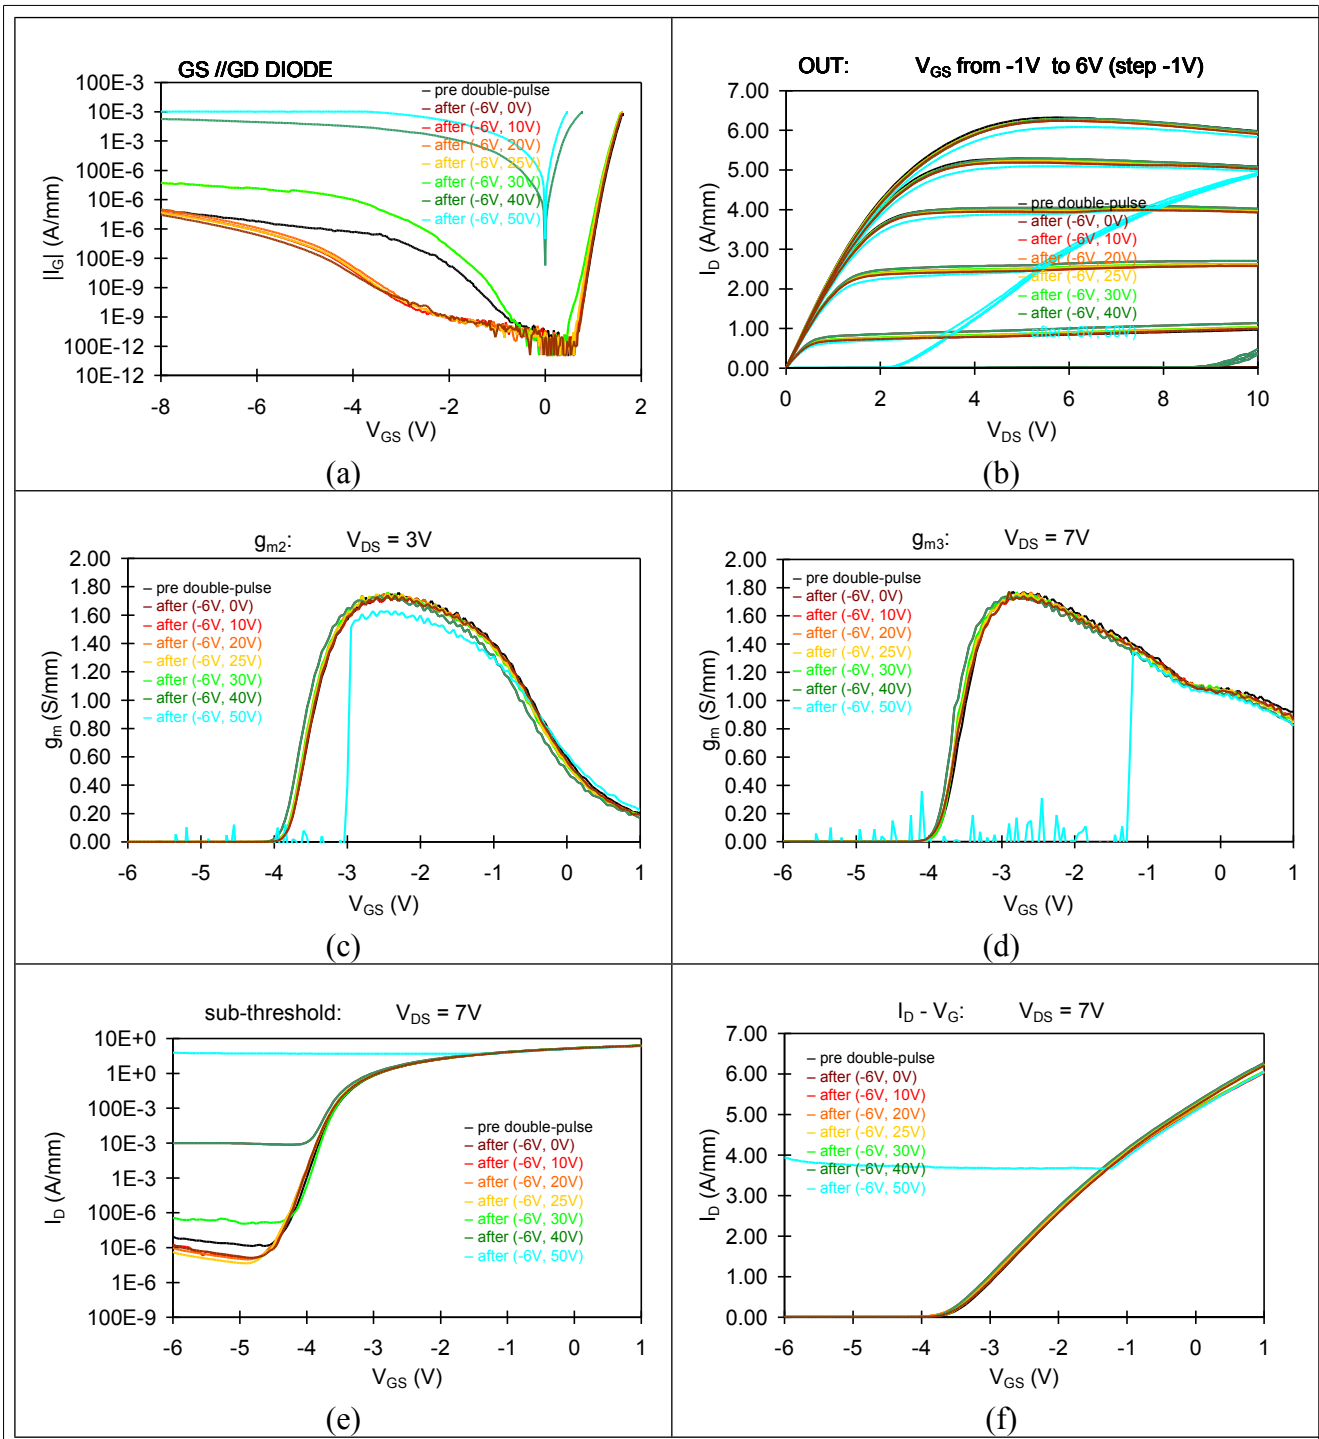 GS //GD DIODE
100E-3
10E-3
1E-3
100E-6
10E-6
1E-6
100E-9
10E-9
1E-9
100E-12
10E-12
|I_G| (A/mm)
– pre double-pulse
– after (-6V, 0V)
– after (-6V, 10V)
– after (-6V, 20V)
– after (-6V, 25V)
– after (-6V, 30V)
– after (-6V, 40V)
– after (-6V, 50V)
-8 -6 -4 -2 0 2
V_GS (V)
(a)
OUT: V_GS from -1V to 6V (step -1V)
7.00
6.00
5.00
4.00
3.00
2.00
1.00
0.00
I_D (A/mm)
– pre double-pulse
– after (-6V, 0V)
– after (-6V, 10V)
– after (-6V, 20V)
– after (-6V, 25V)
– after (-6V, 30V)
– after (-6V, 40V)
– after (-6V, 50V)
0 2 4 6 8 10
V_DS (V)
(b)
g_m2: V_DS = 3V
2.00
1.80
1.60
1.40
1.20
1.00
0.80
0.60
0.40
0.20
0.00
g_m (S/mm)
– pre double-pulse
– after (-6V, 0V)
– after (-6V, 10V)
– after (-6V, 20V)
– after (-6V, 25V)
– after (-6V, 30V)
– after (-6V, 40V)
– after (-6V, 50V)
-6 -5 -4 -3 -2 -1 0 1
V_GS (V)
(c)
g_m3: V_DS = 7V
2.00
1.80
1.60
1.40
1.20
1.00
0.80
0.60
0.40
0.20
0.00
g_m (S/mm)
– pre double-pulse
– after (-6V, 0V)
– after (-6V, 10V)
– after (-6V, 20V)
– after (-6V, 25V)
– after (-6V, 30V)
– after (-6V, 40V)
– after (-6V, 50V)
-6 -5 -4 -3 -2 -1 0 1
V_GS (V)
(d)
sub-threshold: V_DS = 7V
10E+0
1E+0
100E-3
10E-3
1E-3
100E-6
10E-6
1E-6
100E-9
I_D (A/mm)
– pre double-pulse
– after (-6V, 0V)
– after (-6V, 10V)
– after (-6V, 20V)
– after (-6V, 25V)
– after (-6V, 30V)
– after (-6V, 40V)
– after (-6V, 50V)
-6 -5 -4 -3 -2 -1 0 1
V_GS (V)
(e)
I_D - V_G: V_DS = 7V
7.00
6.00
5.00
4.00
3.00
2.00
1.00
0.00
I_D (A/mm)
– pre double-pulse
– after (-6V, 0V)
– after (-6V, 10V)
– after (-6V, 20V)
– after (-6V, 25V)
– after (-6V, 30V)
– after (-6V, 40V)
– after (-6V, 50V)
-6 -5 -4 -3 -2 -1 0 1
V_GS (V)
(f)